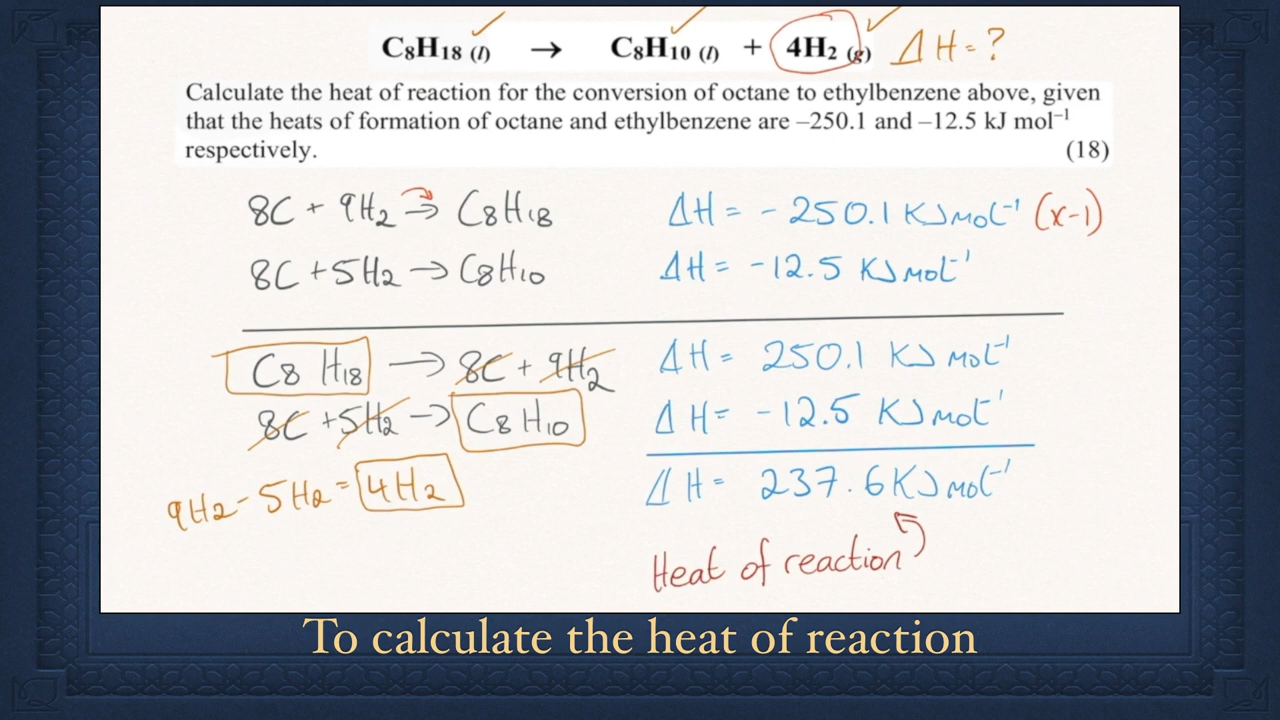 C₈H₁₈ (l) → C₈H₁₀ (l) + 4H₂ (g) ΔH = ?
Calculate the heat of reaction for the conversion of octane to ethylbenzene above, given
that the heats of formation of octane and ethylbenzene are –250.1 and –12.5 kJ mol⁻¹
respectively. (18)
8C + 9H₂ → C₈H₁₈ ΔH = -250.1 KJ mol⁻¹ (x-1)
8C + 5H₂ → C₈H₁₀ ΔH = -12.5 KJ mol⁻¹
C₈ H₁₈ → 8C + 9H₂ ΔH = 250.1 KJ mol⁻¹
8C + 5H₂ → C₈ H₁₀ ΔH = -12.5 KJ mol⁻¹
9H₂ - 5H₂ = 4H₂ ΔH = 237.6 KJ mol⁻¹
Heat of reaction
To calculate the heat of reaction